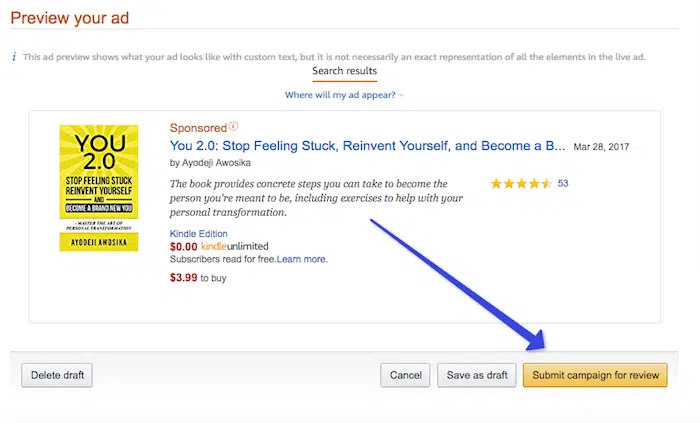 Preview your ad
i This ad preview shows what your ad looks like with custom text, but it is not necessarily an exact representation of all the elements in the live ad.
Search results
Where will my ad appear?
YOU
2.0
STOP FEELING STUCK
REINVENT YOURSELF
AND
BECOME A BRAND NEW YOU
- MASTER THE ART OF
PERSONAL TRANSFORMATION
AYODEJI AWOSIKA
Sponsored i
You 2.0: Stop Feeling Stuck, Reinvent Yourself, and Become a B... Mar 28, 2017
by Ayodeji Awosika
The book provides concrete steps you can take to become the
person you're meant to be, including exercises to help with your
personal transformation.
53
Kindle Edition
$0.00 kindleunlimited
Subscribers read for free.Learn more.
$3.99 to buy
Delete draft
Cancel
Save as draft
Submit campaign for review